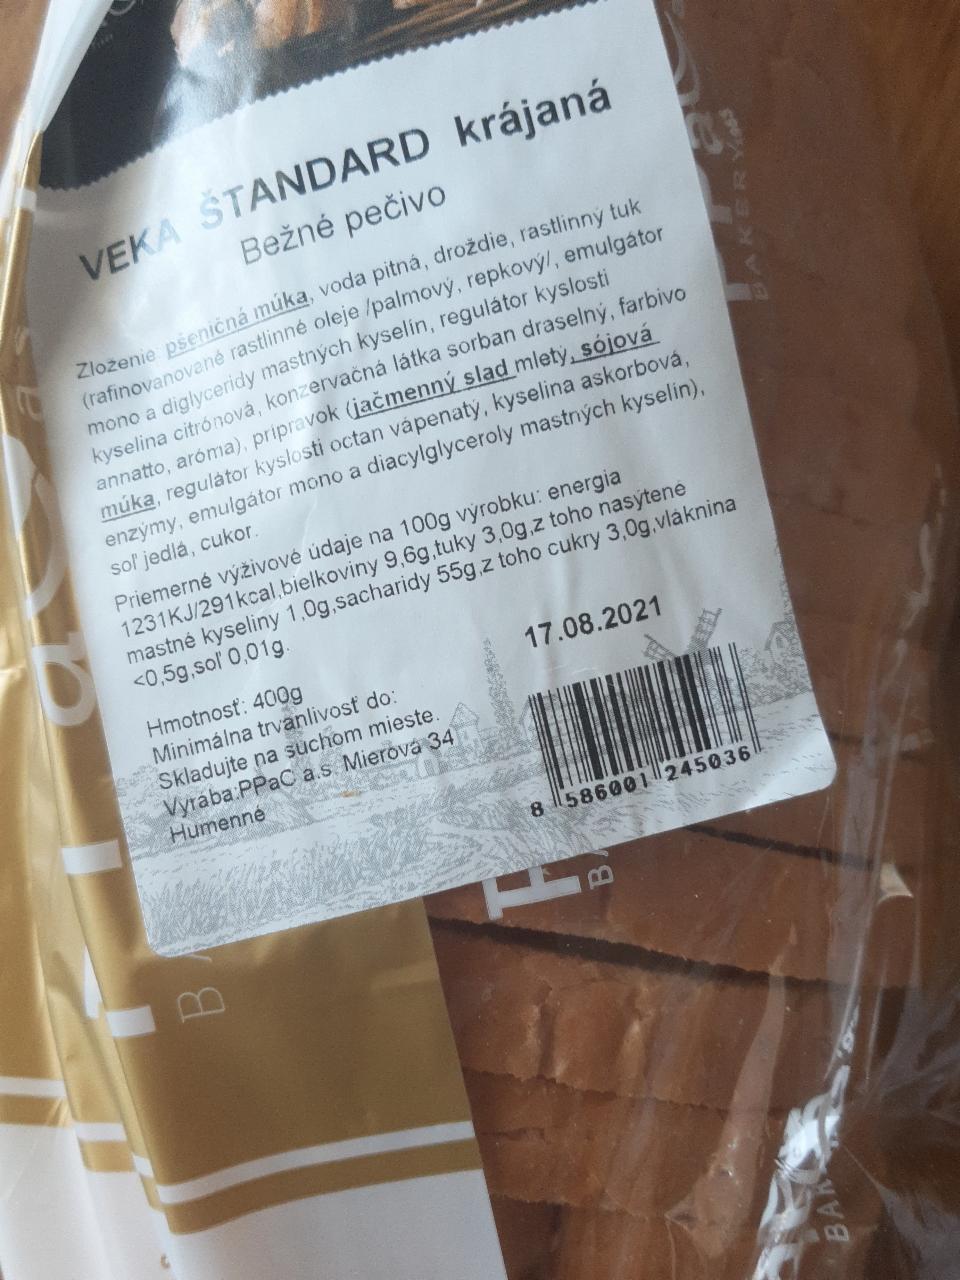 VEKA ŠTANDARD krájaná
Bežné pečivo
Zloženie: pšeničná múka, voda pitná, droždie, rastlinný tuk
(rafinovanované rastlinné oleje /palmový, repkový/, emulgátor
mono a diglyceridy mastných kyselín, regulátor kyslosti
kyselina citrónová, konzervačná látka sorban draselný, farbivo
annatto, aróma), prípravok (jačmenný slad mletý, sójová
múka, regulátor kyslosti octan vápenatý, kyselina askorbová,
enzýmy, emulgátor mono a diacylglyceroly mastných kyselín),
soľ jedlá, cukor.
Priemerné výživové údaje na 100g výrobku: energia
1231KJ/291kcal,bielkoviny 9,6g,tuky 3,0g,z toho nasýtené
mastné kyseliny 1,0g,sacharidy 55g,z toho cukry 3,0g,vláknina
<0,5g,soľ 0,01g.
17.08.2021
Hmotnosť: 400g
Minimálna trvanlivosť do:
Skladujte na suchom mieste.
Vyraba:PPaC a.s. Mierová 34
Humenné
8 586001 245036
BAKERY